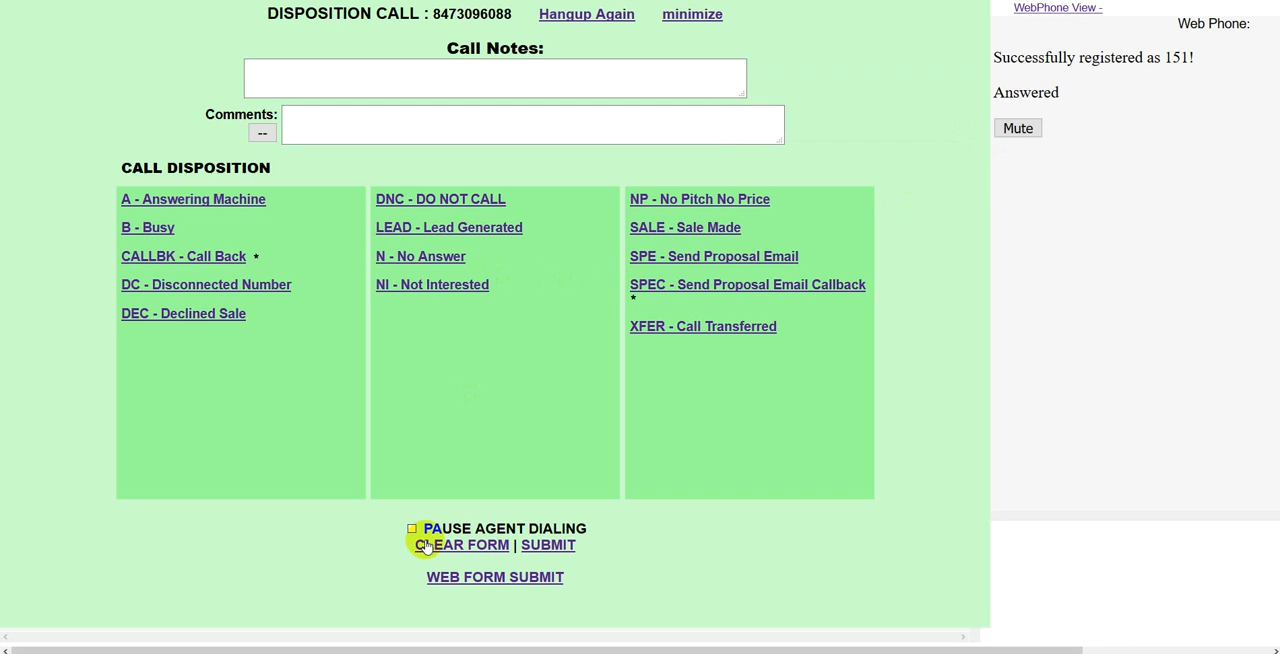 DISPOSITION CALL : 8473096088 Hangup Again minimize
WebPhone View -
Web Phone:
Call Notes:
Successfully registered as 151!
Answered
Comments:
--
Mute
CALL DISPOSITION
A - Answering Machine
B - Busy
CALLBK - Call Back *
DC - Disconnected Number
DEC - Declined Sale
DNC - DO NOT CALL
LEAD - Lead Generated
N - No Answer
NI - Not Interested
NP - No Pitch No Price
SALE - Sale Made
SPE - Send Proposal Email
SPEC - Send Proposal Email Callback
*
XFER - Call Transferred
PAUSE AGENT DIALING
CLEAR FORM | SUBMIT
WEB FORM SUBMIT